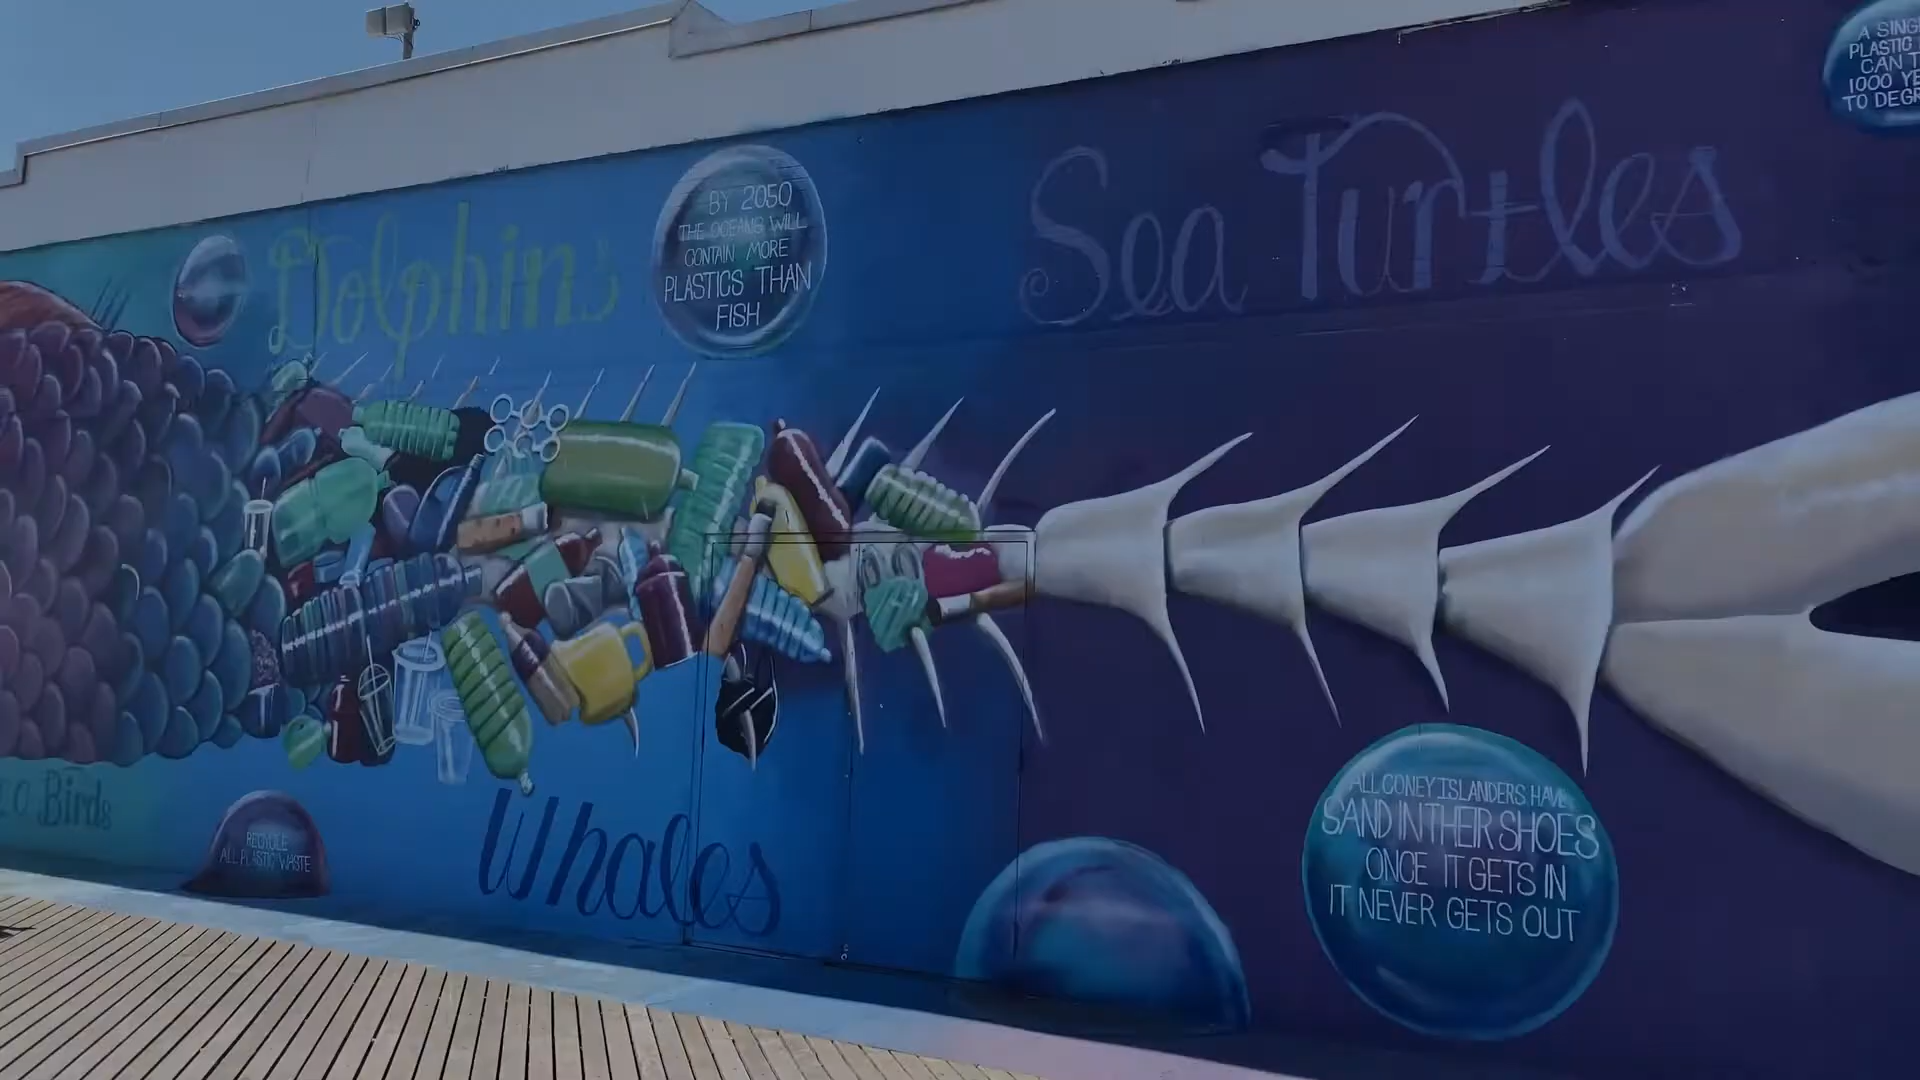 Dolphins
BY 2050
THE OCEANS WILL
CONTAIN MORE
PLASTICS THAN
FISH
Sea Turtles
A
PLASTIC
CAN
1000
TO
Birds
RECYCLE
ALL PLASTIC WASTE
Whales
ALL CONEY ISLANDERS HAVE
SAND IN THEIR SHOES
ONCE IT GETS IN
IT NEVER GETS OUT